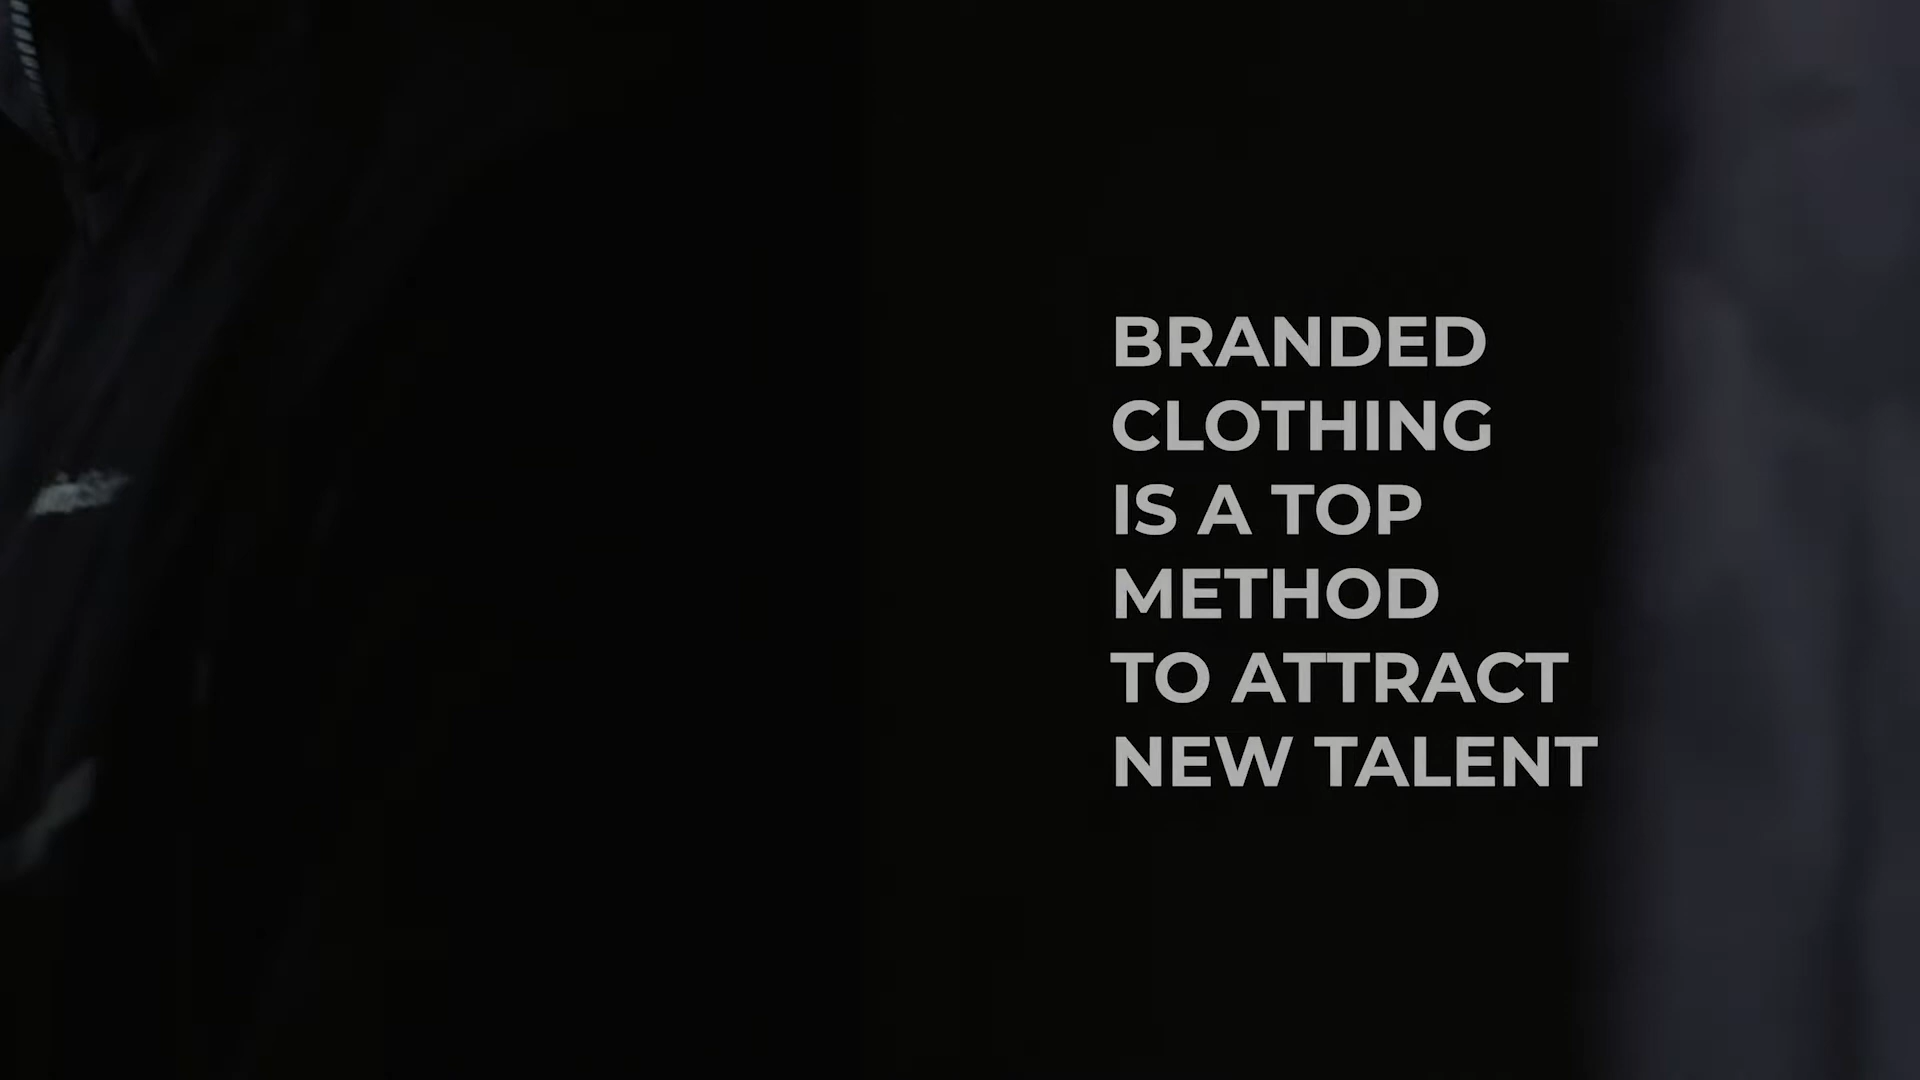 BRANDED
CLOTHING
IS A TOP
METHOD
TO ATTRACT
NEW TALENT